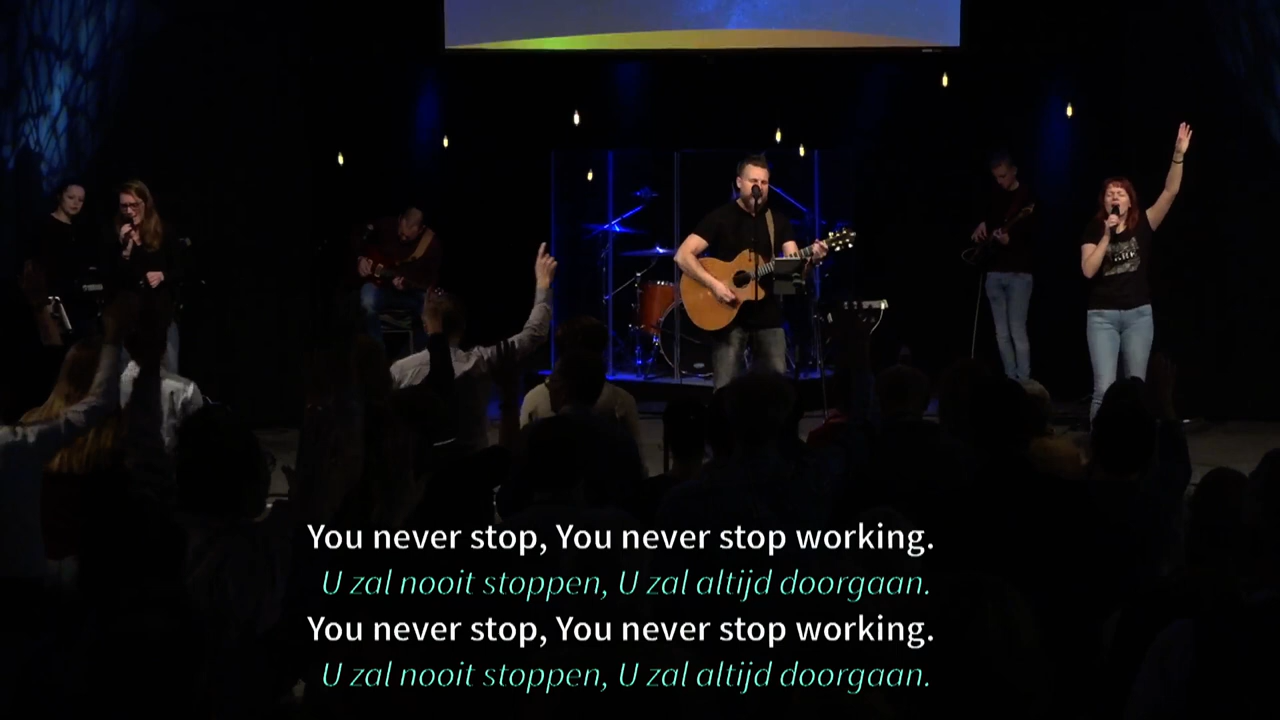 You never stop, You never stop working.
U zal nooit stoppen, U zal altijd doorgaan.
You never stop, You never stop working.
U zal nooit stoppen, U zal altijd doorgaan.